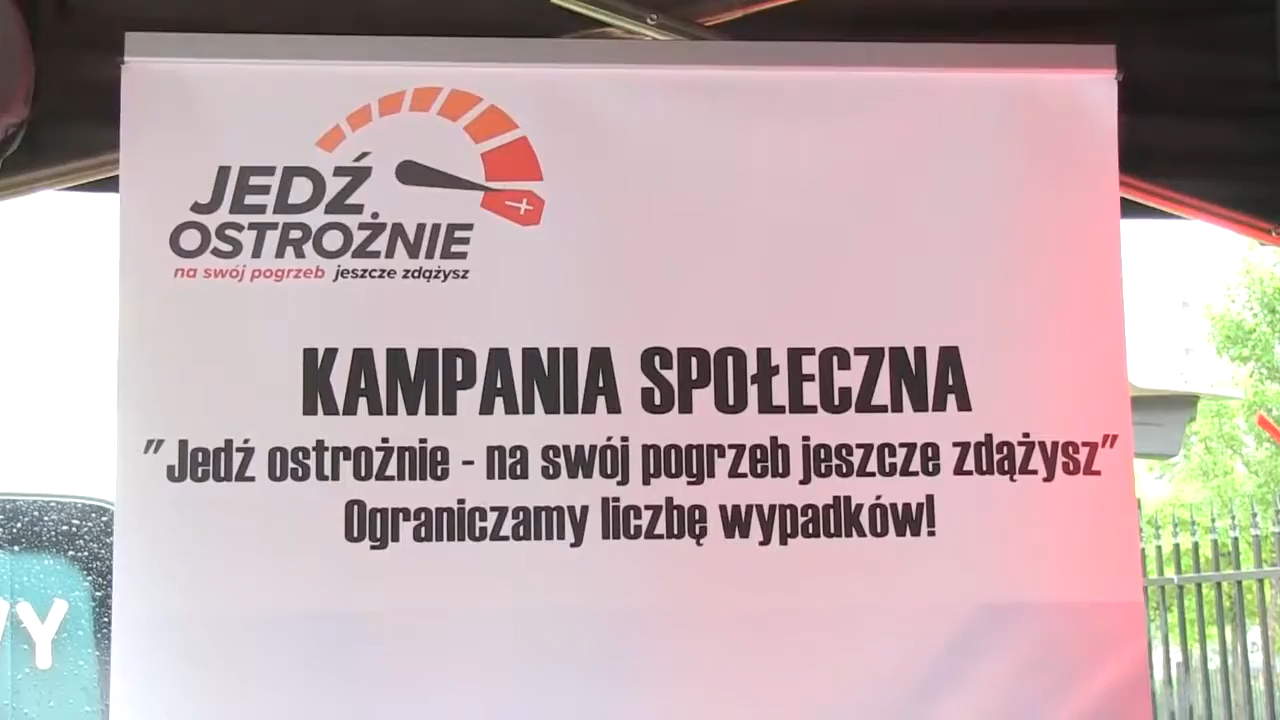 JEDŹ
OSTROŻNIE
na swój pogrzeb jeszcze zdążysz
KAMPANIA SPOŁECZNA
"Jedź ostrożnie - na swój pogrzeb jeszcze zdążysz"
Ograniczamy liczbę wypadków!